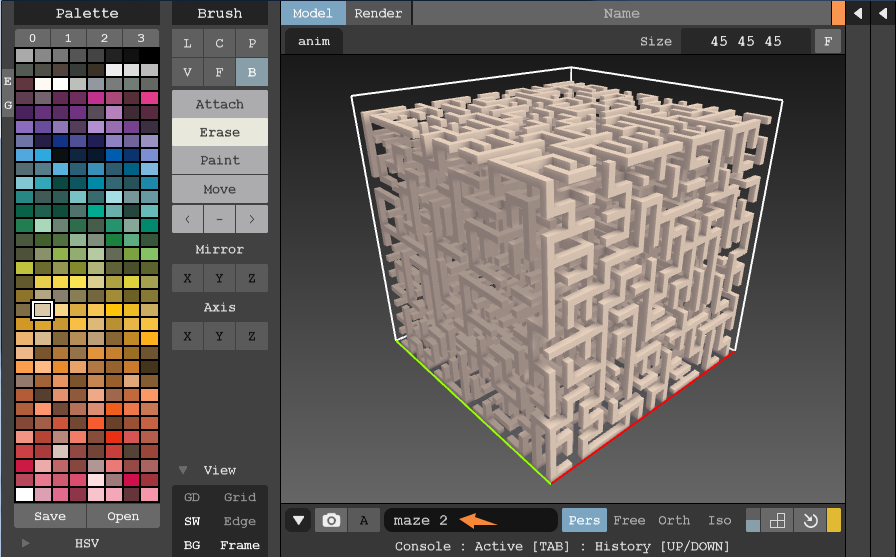 Palette
Brush
Model Render
Name
0 1 2 3
L C P
anim
Size 45 45 45 F
V F B
E
G
Attach
Erase
Paint
Move
< - >
Mirror
X Y Z
Axis
X Y Z
View
GD Grid
SW Edge
BG Frame
Save Open
HSV
A maze 2 Pers Free Orth Iso
Console : Active [TAB] : History [UP/DOWN]